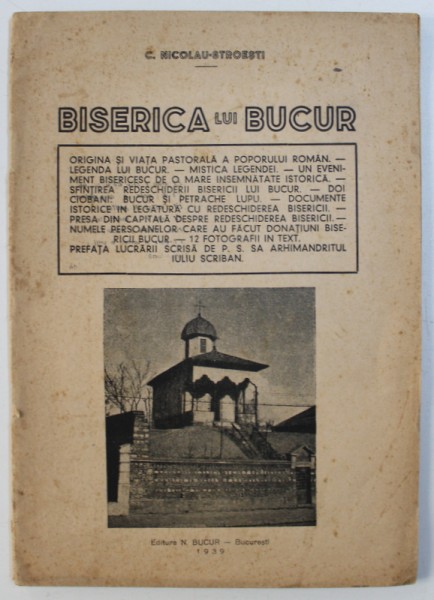 C. NICOLAU-STROEȘTI
BISERICA LUI BUCUR
ORIGINA ȘI VIAȚA PASTORALĂ A POPORULUI ROMÂN. —
LEGENDA LUI BUCUR. — MISTICA LEGENDEI. — UN EVENI-
MENT BISERICESC DE O MARE INSEMNĂTATE ISTORICĂ. —
SFINȚIREA REDESCHIDERII BISERICII LUI BUCUR. — DOI
CIOBANI: BUCUR ȘI PETRACHE LUPU. — DOCUMENTE
ISTORICE IN LEGĂTURĂ CU REDESCHIDEREA BISERICII. —
PRESA DIN CAPITALĂ DESPRE REDESCHIDEREA BISERICII. —
NUMELE PERSOANELOR CARE AU FĂCUT DONAȚIUNI BISE-
RICII BUCUR. — 12 FOTOGRAFII IN TEXT.
PREFAȚA LUCRĂRII SCRISĂ DE P. S. SA ARHIMANDRITUL
IULIU SCRIBAN.
Editura N. BUCUR — București
1939